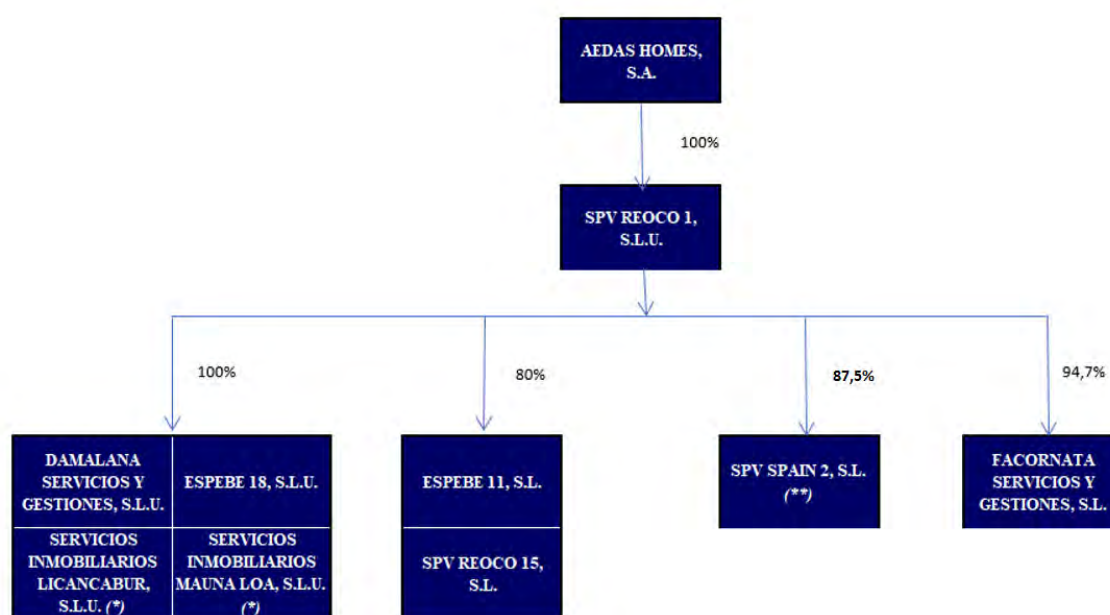 AEDAS HOMES,
S.A.
100%
SPV REOCO 1,
S.L.U.
100%
80%
87,5%
94,7%
DAMALANA
SERVICIOS Y
GESTIONES, S.L.U.
ESPEBE 18, S.L.U.
SERVICIOS
INMOBILIARIOS
LICANCABUR,
S.L.U. (*)
SERVICIOS
INMOBILIARIOS
MAUNA LOA, S.L.U.
(*)
ESPEBE 11, S.L.
SPV REOCO 15,
S.L.
SPV SPAIN 2, S.L.
(**)
FACORNATA
SERVICIOS Y
GESTIONES, S.L.